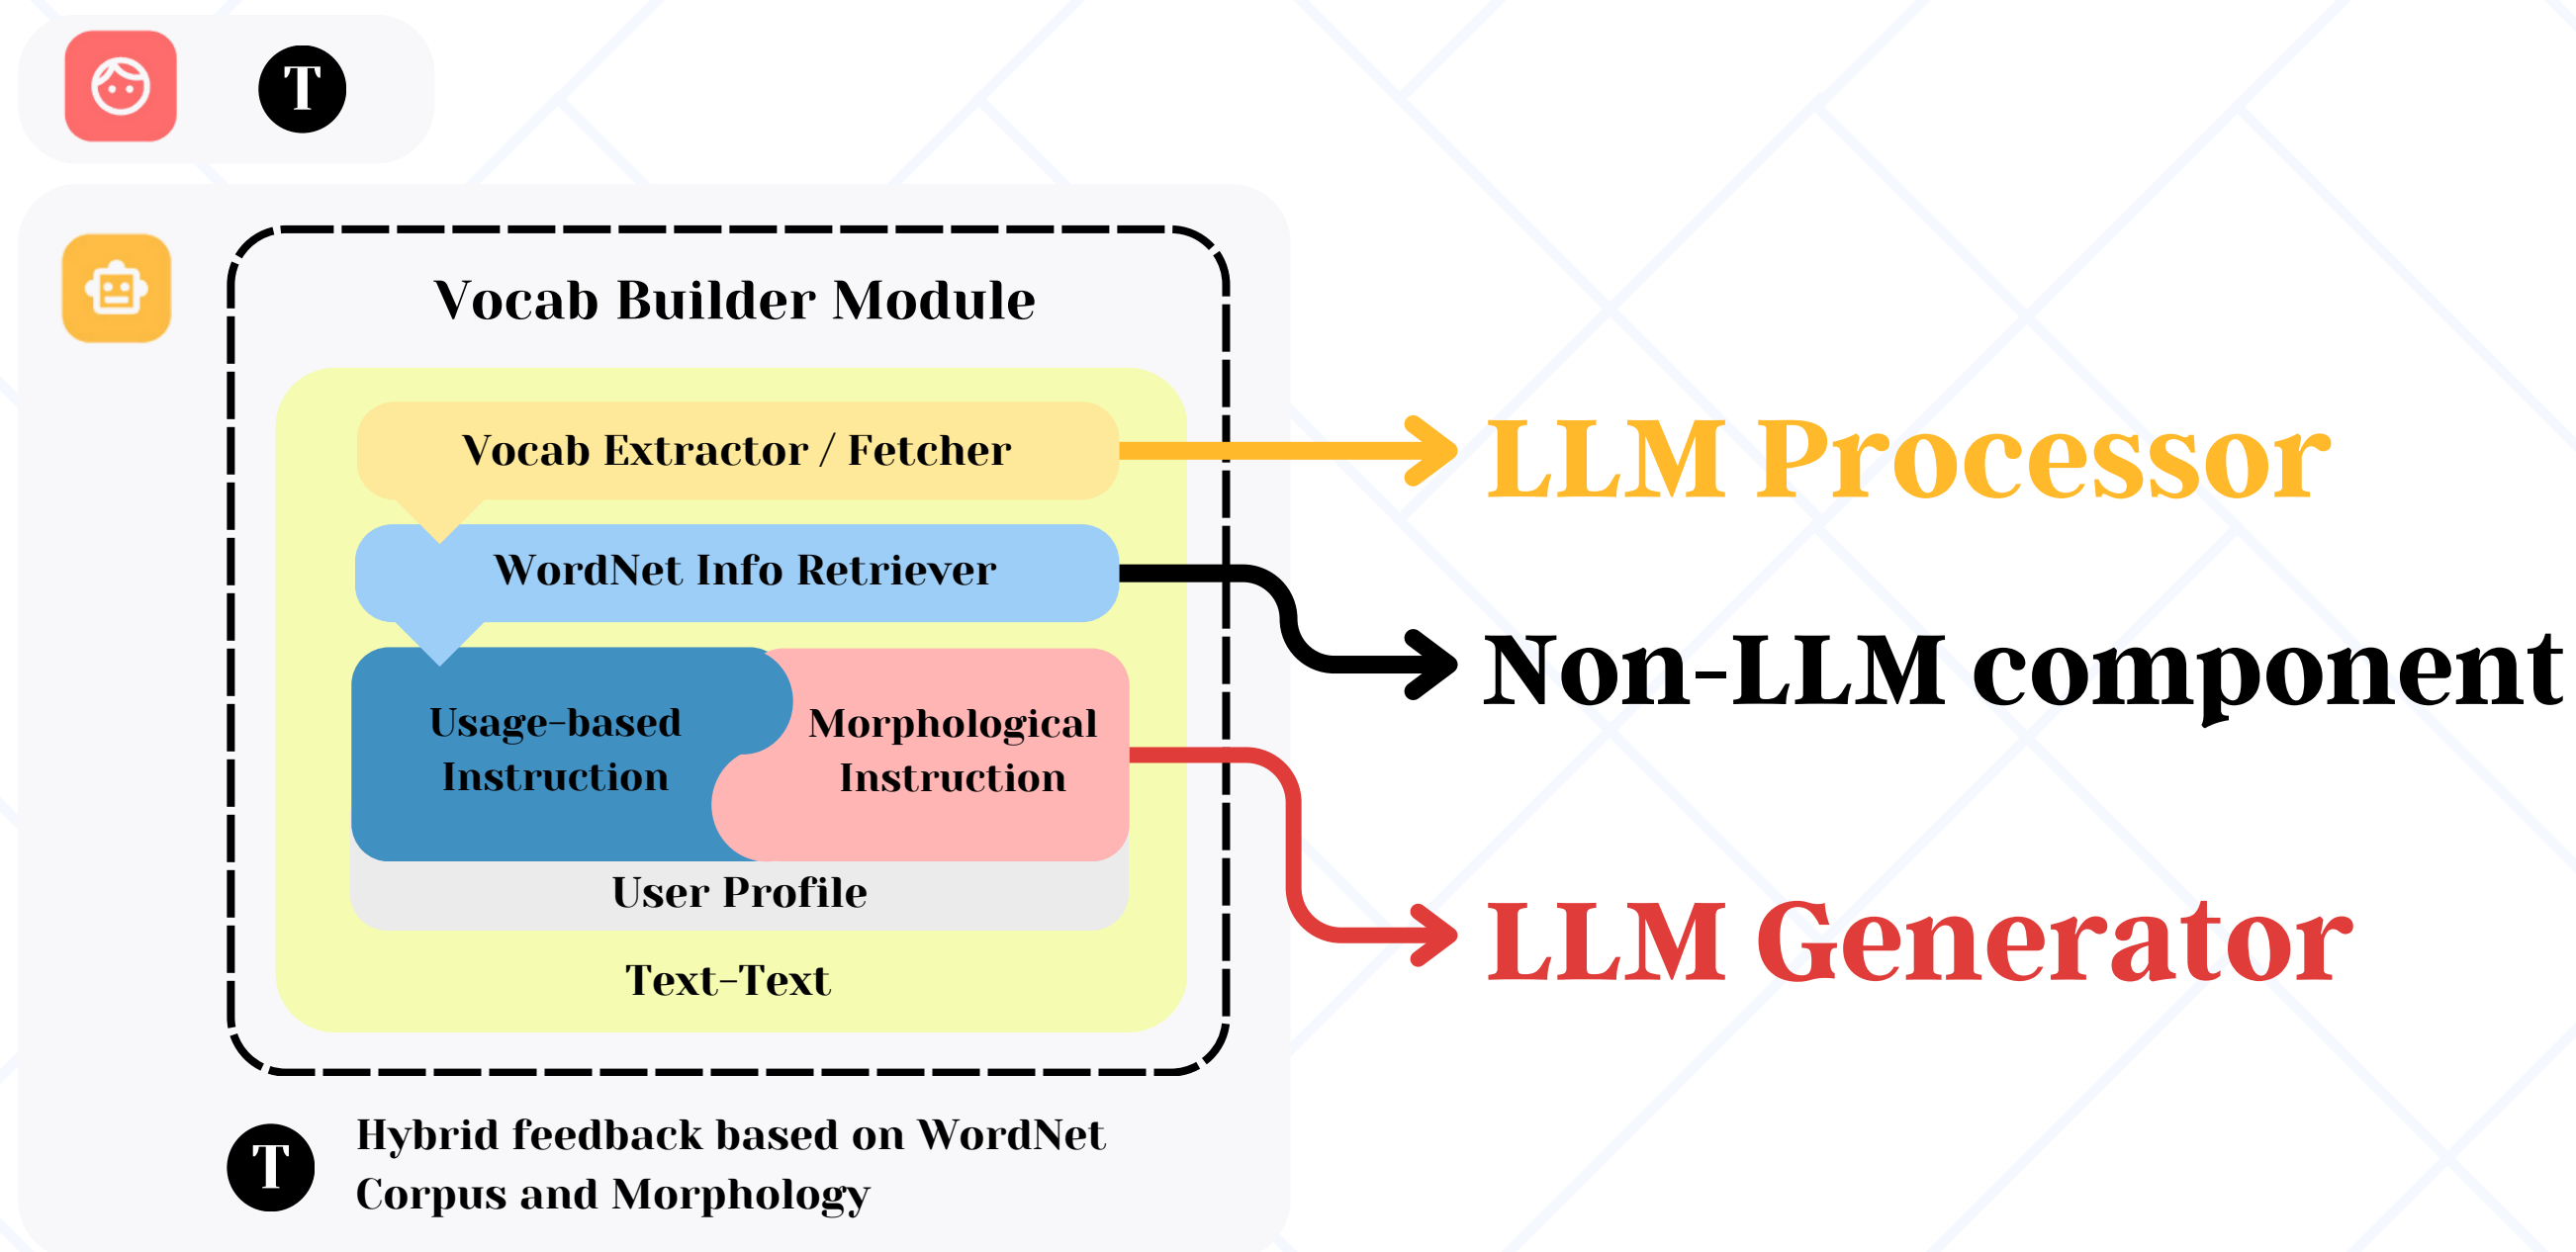 T
Vocab Builder Module
Vocab Extractor / Fetcher
LLM Processor
WordNet Info Retriever
Non-LLM component
Usage-based
Instruction
Morphological
Instruction
LLM Generator
User Profile
Text-Text
T
Hybrid feedback based on WordNet
Corpus and Morphology